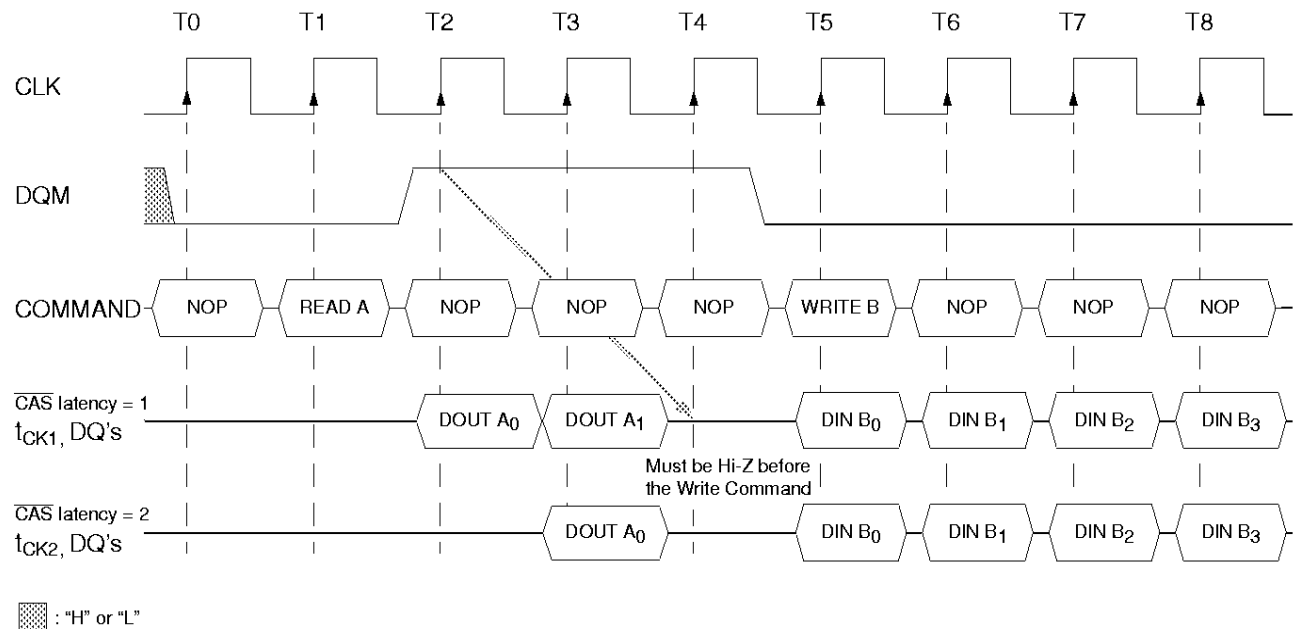 T0 T1 T2 T3 T4 T5 T6 T7 T8
CLK
DQM
COMMAND NOP READ A NOP NOP NOP WRITE B NOP NOP NOP
CAS latency = 1
tCK1, DQ's DOUT A0 DOUT A1 DIN B0 DIN B1 DIN B2 DIN B3
Must be Hi-Z before
the Write Command
CAS latency = 2
tCK2, DQ's DOUT A0 DIN B0 DIN B1 DIN B2 DIN B3
: "H" or "L"